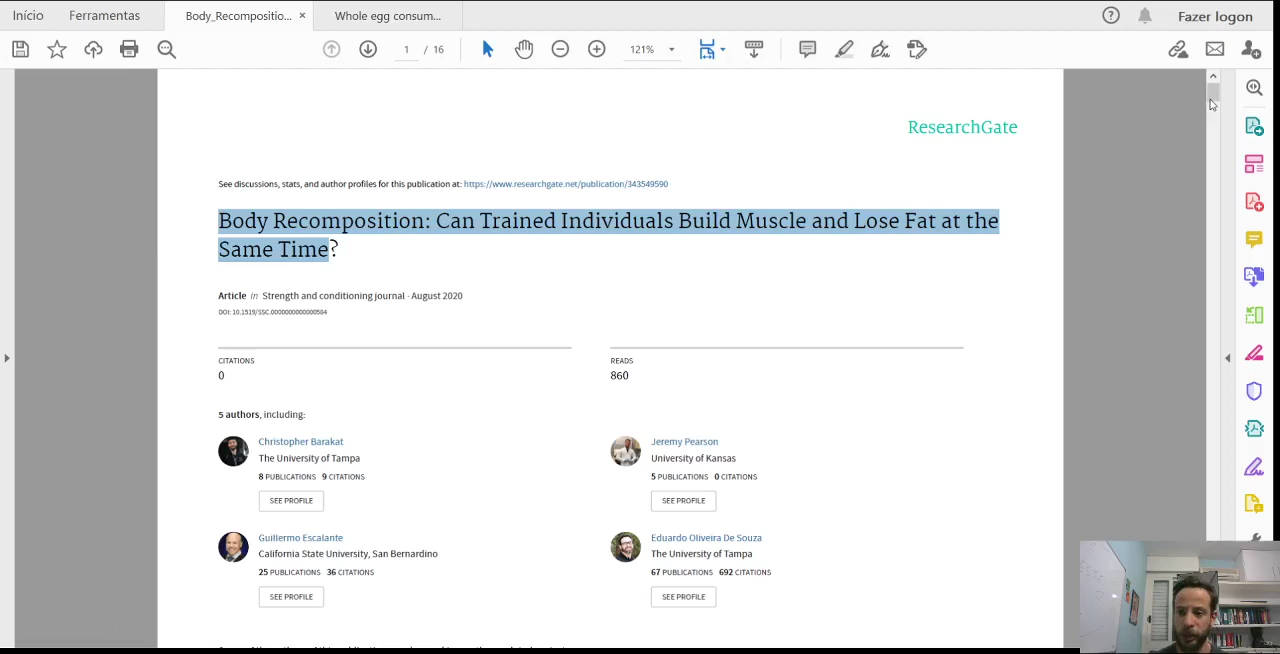 Início Ferramentas Body_Recompositio... × Whole egg consum... Fazer logon
1 / 16 121%
ResearchGate
See discussions, stats, and author profiles for this publication at: https://www.researchgate.net/publication/343549590
Body Recomposition: Can Trained Individuals Build Muscle and Lose Fat at the
Same Time?
Article in Strength and conditioning journal · August 2020
DOI: 10.1519/SSC.0000000000000584
CITATIONS
0
READS
860
5 authors, including:
Christopher Barakat
The University of Tampa
8 PUBLICATIONS 9 CITATIONS
SEE PROFILE
Jeremy Pearson
University of Kansas
5 PUBLICATIONS 0 CITATIONS
SEE PROFILE
Guillermo Escalante
California State University, San Bernardino
25 PUBLICATIONS 36 CITATIONS
SEE PROFILE
Eduardo Oliveira De Souza
The University of Tampa
67 PUBLICATIONS 692 CITATIONS
SEE PROFILE